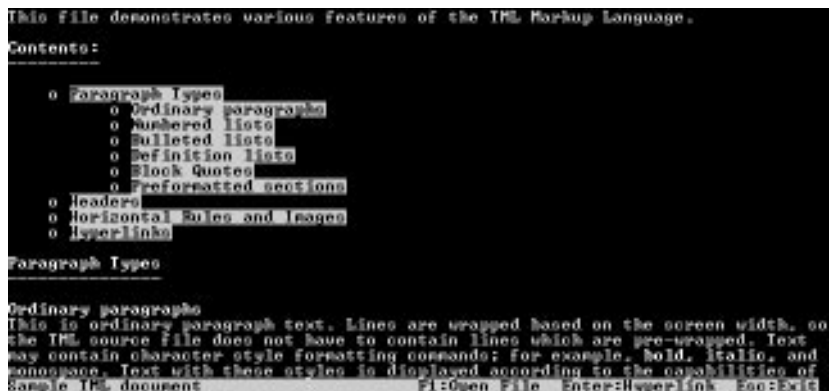 This file demonstrates various features of the TML Markup Language.
Contents:
o Paragraph Types
o Ordinary paragraphs
o Numbered lists
o Bulleted lists
o Definition lists
o Block Quotes
o Preformatted sections
o Headers
o Horizontal Rules and Images
o Hyperlinks
Paragraph Types
Ordinary paragraphs
This is ordinary paragraph text. Lines are wrapped based on the screen width, so
the TML source file does not have to contain lines which are pre-wrapped. Text
may contain character style formatting commands; for example, bold, italic, and
monospace. Text with these styles is displayed according to the capabilities of
Sample TML document F1:Open File Enter:Hyperlink Esc:Exit